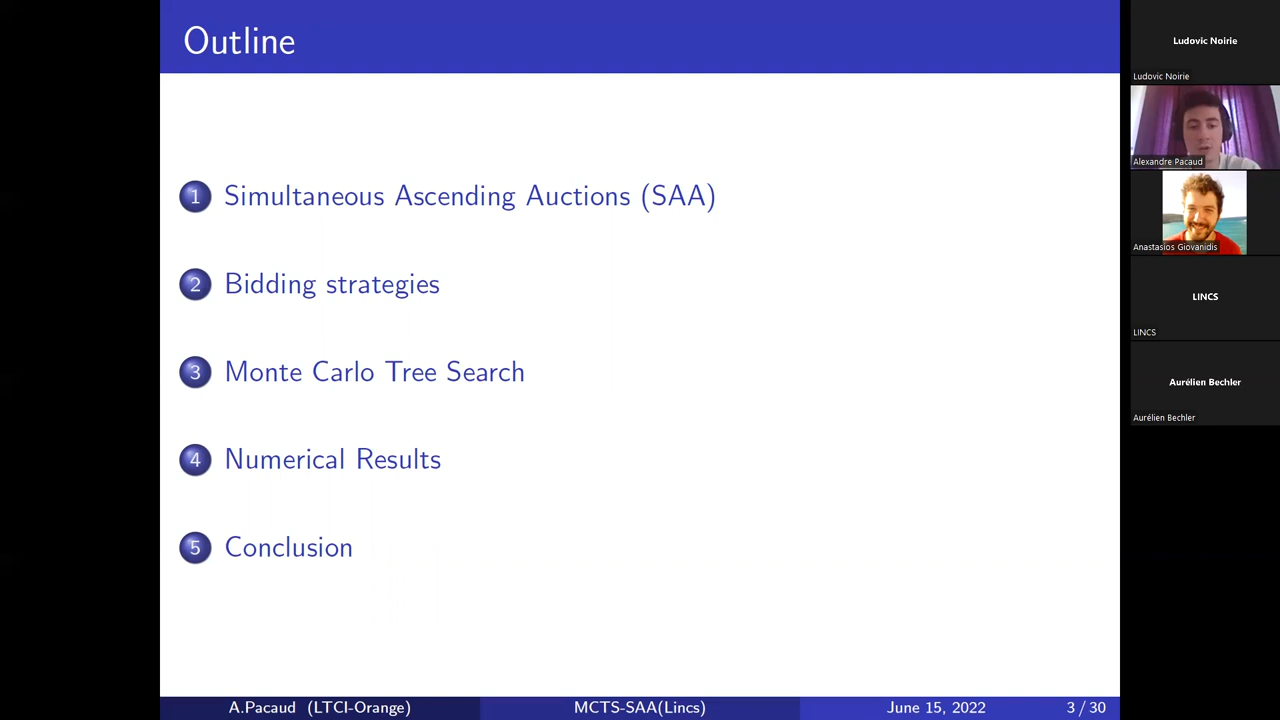 Outline
1 Simultaneous Ascending Auctions (SAA)
2 Bidding strategies
3 Monte Carlo Tree Search
4 Numerical Results
5 Conclusion
A.Pacaud (LTCI-Orange) MCTS-SAA(Lincs) June 15, 2022 3 / 30
Ludovic Noirie
Ludovic Noirie
Alexandre Pacaud
Anastasios Giovanidis
LINCS
LINCS
Aurélien Bechler
Aurélien Bechler